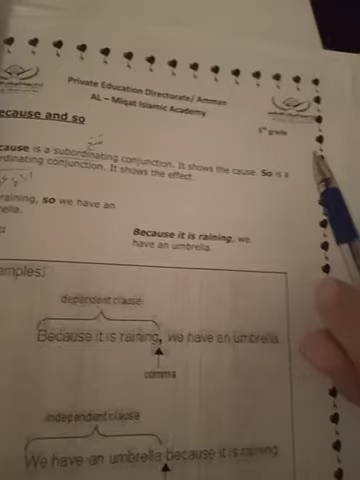 Private Education Directorate/ Amman
AL – Miqat Islamic Academy
5th grade
ecause and so
cause is a subordinating conjunction. It shows the cause. So is a
rdinating conjunction. It shows the effect.
raining, so we have an
rella.
Because it is raining, we
have an umbrella.
amples)
dependent clause
Because it is raining, we have an umbrella.
comma
independent clause
We have an umbrella because it is raining